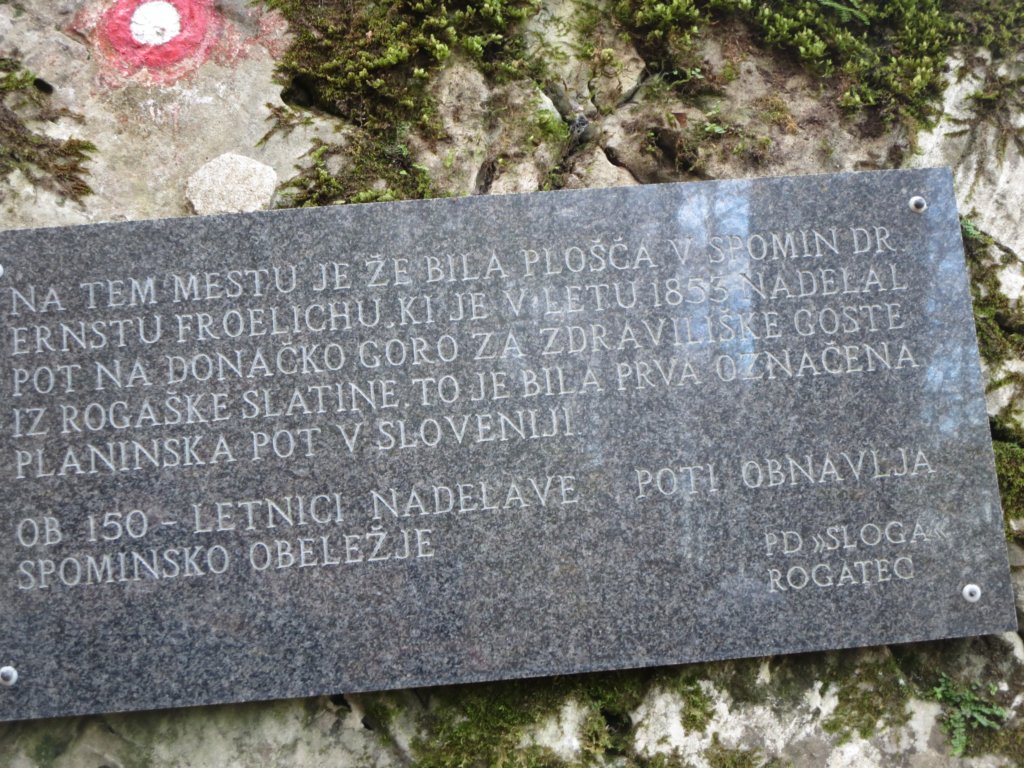 NA TEM MESTU JE ŽE BILA PLOŠČA V SPOMIN DR.
ERNSTU FROELICHU, KI JE V LETU 1853 NADELAL
POT NA DONAČKO GORO ZA ZDRAVILIŠKE GOSTE
IZ ROGAŠKE SLATINE. TO JE BILA PRVA OZNAČENA
PLANINSKA POT V SLOVENIJI.
OB 150 - LETNICI NADELAVE POTI OBNAVLJA
SPOMINSKO OBELEŽJE
PD »SLOGA«
ROGATEC